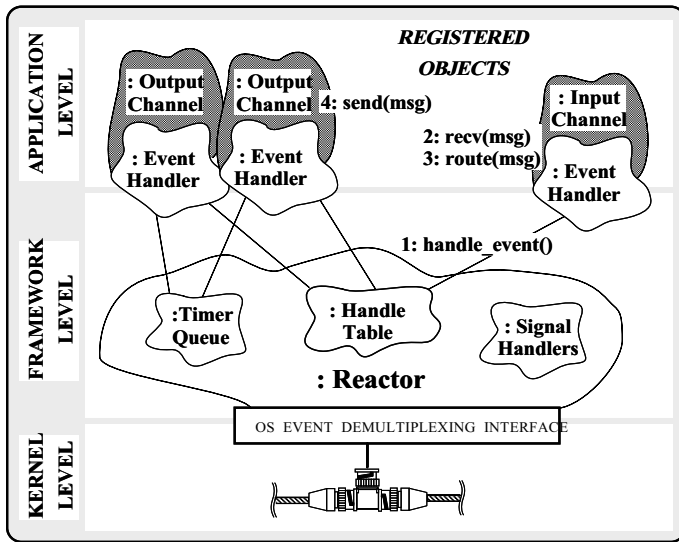 APPLICATION
LEVEL
REGISTERED
OBJECTS
: Output
Channel
: Event
Handler
: Output
Channel
: Event
Handler
4: send(msg)
: Input
Channel
2: recv(msg)
3: route(msg)
: Event
Handler
FRAMEWORK
LEVEL
1: handle_event()
:Timer
Queue
: Handle
Table
: Signal
Handlers
: Reactor
OS EVENT DEMULTIPLEXING INTERFACE
KERNEL
LEVEL